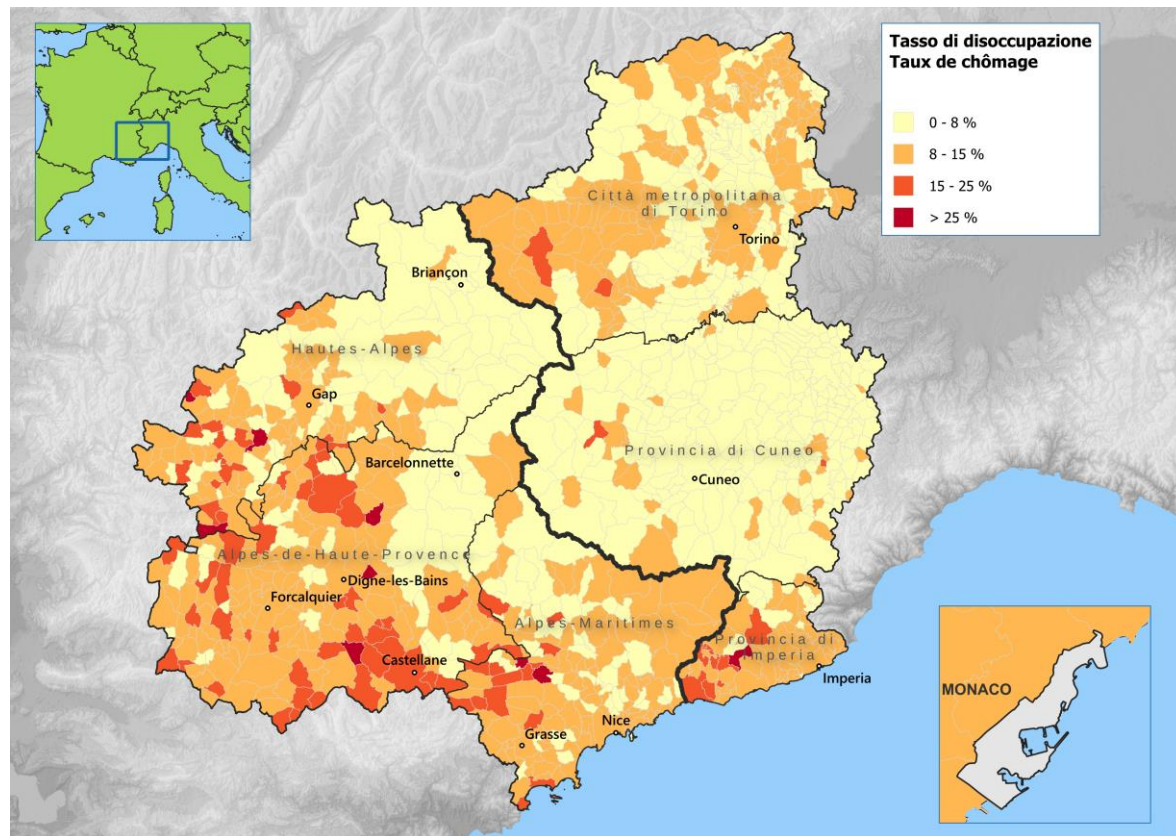 Tasso di disoccupazione
Taux de chômage
0 - 8 %
8 - 15 %
15 - 25 %
> 25 %
Città metropolitana
di Torino
Torino
Briançon
Hautes-Alpes
Gap
Provincia di Cuneo
Barcelonnette
Cuneo
Alpes-de-Haute-Provence
Digne-les-Bains
Forcalquier
Alpes-Maritimes
Provincia di
Imperia
Castellane
Imperia
Nice
Grasse
MONACO